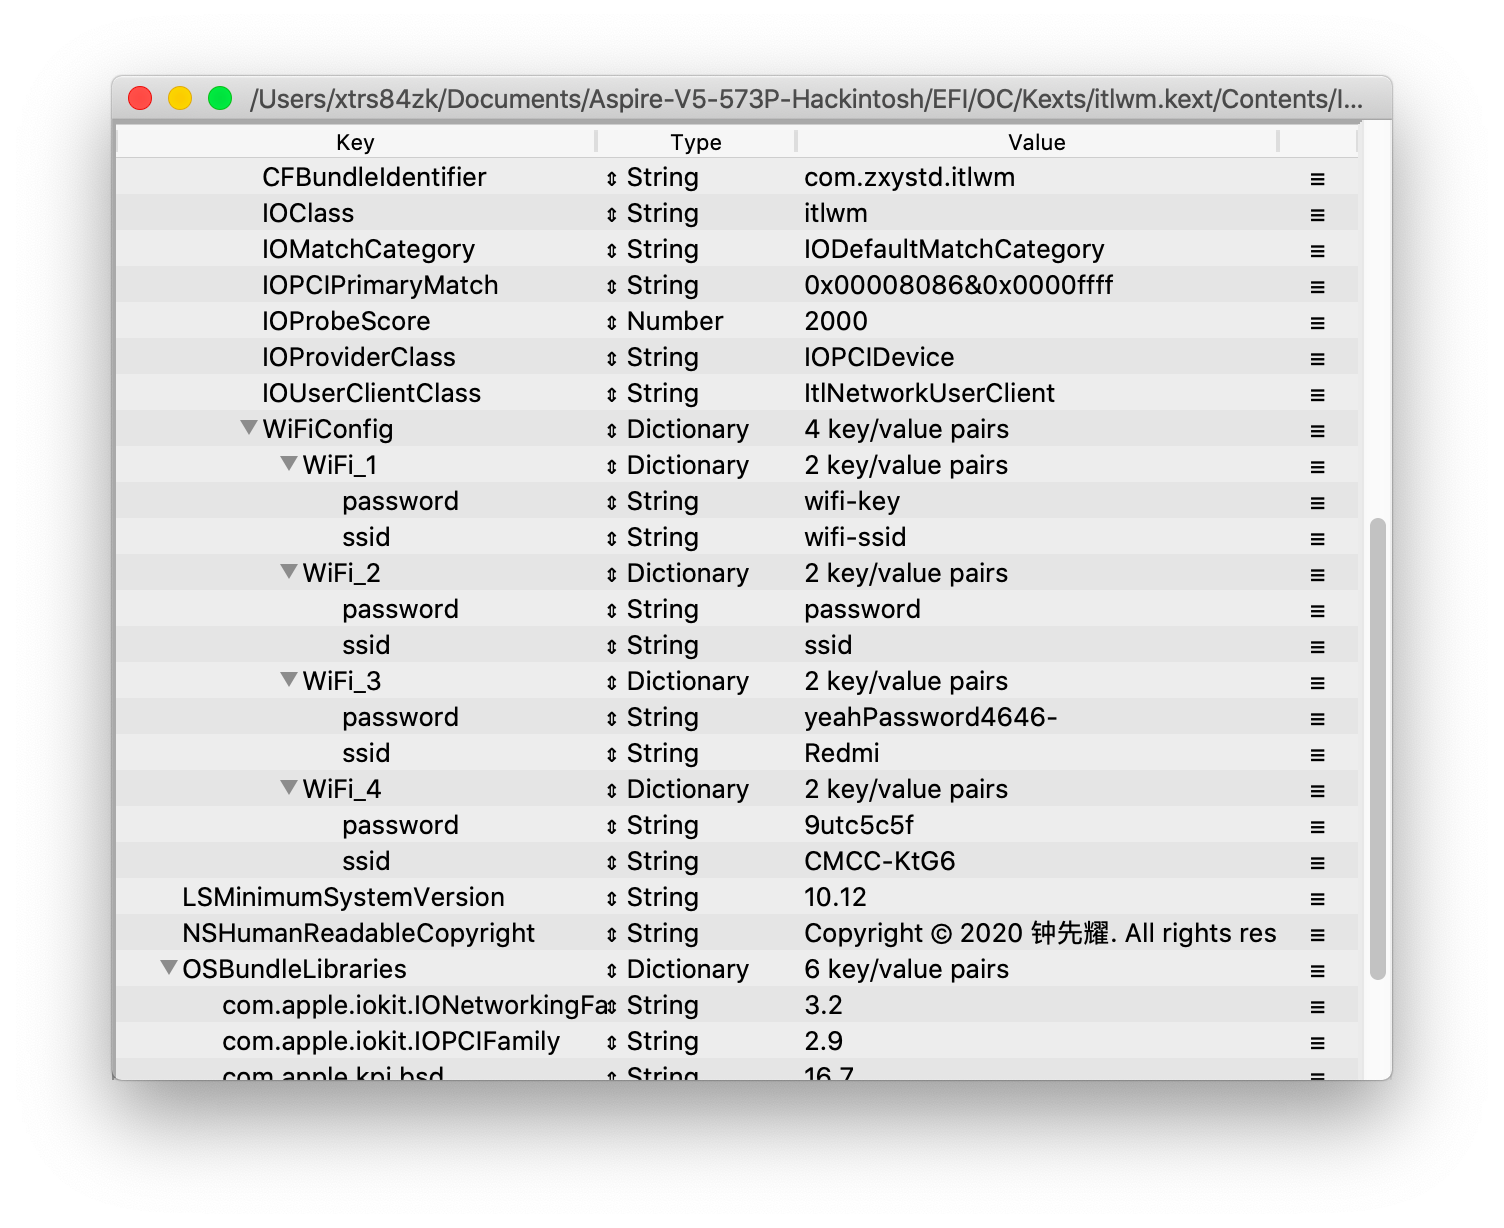 /Users/xtrs84zk/Documents/Aspire-V5-573P-Hackintosh/EFI/OC/Kexts/itlwm.kext/Contents/I...
Key Type Value
CFBundleIdentifier String com.zxystd.itlwm
IOClass String itlwm
IOMatchCategory String IODefaultMatchCategory
IOPCIPrimaryMatch String 0x00008086&0x0000ffff
IOProbeScore Number 2000
IOProviderClass String IOPCIDevice
IOUserClientClass String ItlNetworkUserClient
WiFiConfig Dictionary 4 key/value pairs
WiFi_1 Dictionary 2 key/value pairs
password String wifi-key
ssid String wifi-ssid
WiFi_2 Dictionary 2 key/value pairs
password String password
ssid String ssid
WiFi_3 Dictionary 2 key/value pairs
password String yeahPassword4646-
ssid String Redmi
WiFi_4 Dictionary 2 key/value pairs
password String 9utc5c5f
ssid String CMCC-KtG6
LSMinimumSystemVersion String 10.12
NSHumanReadableCopyright String Copyright © 2020 钟先耀. All rights res
OSBundleLibraries Dictionary 6 key/value pairs
com.apple.iokit.IONetworkingFa String 3.2
com.apple.iokit.IOPCIFamily String 2.9
com.apple.kpi.bsd String 16.7